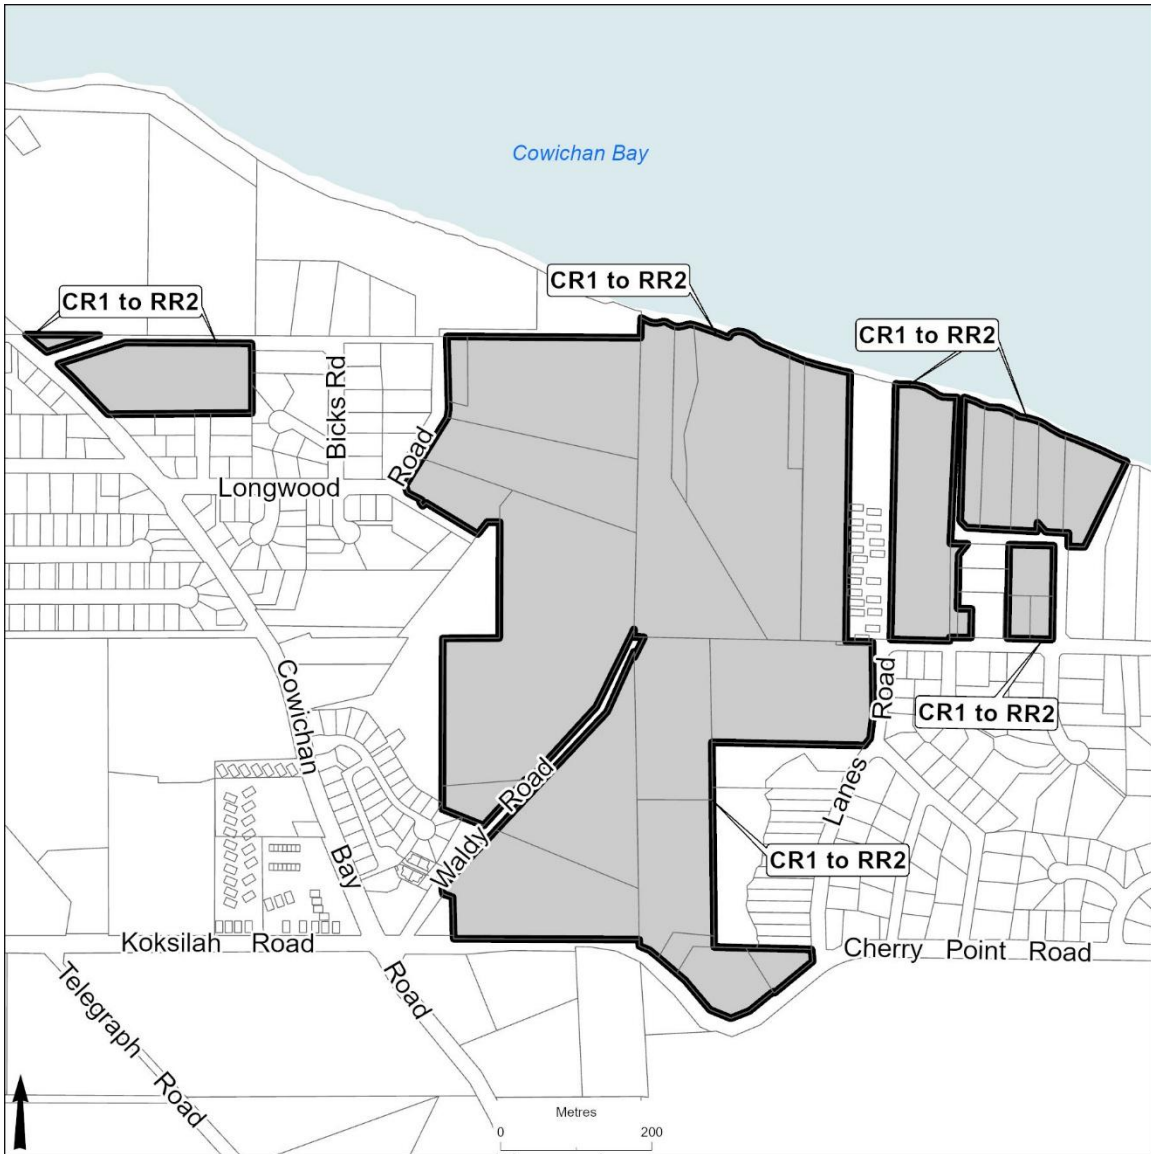 Cowichan Bay
CR1 to RR2
CR1 to RR2
CR1 to RR2
Bicks Rd
Road
Longwood
Cowichan
Bay
Road
Waldy Road
Road
Lanes
CR1 to RR2
CR1 to RR2
Koksilah Road
Cherry Point Road
Telegraph Road
Metres
0 200